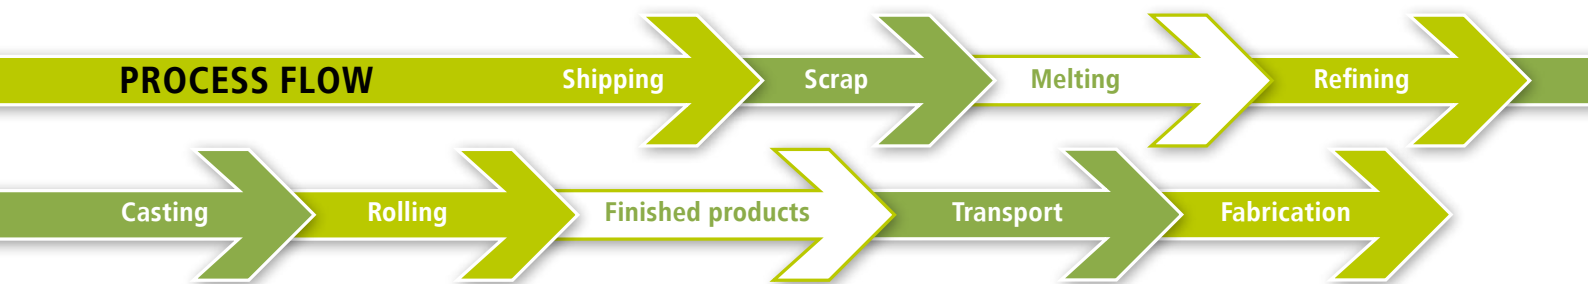 PROCESS FLOW Shipping Scrap Melting Refining
Casting Rolling Finished products Transport Fabrication